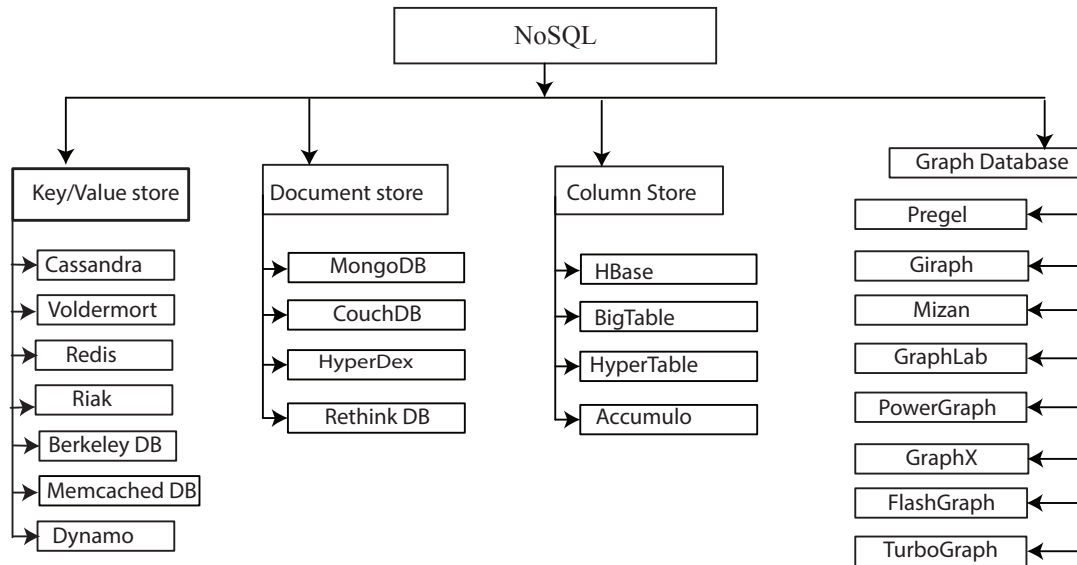 NoSQL
Key/Value store
Cassandra
Voldermort
Redis
Riak
Berkeley DB
Memcached DB
Dynamo
Document store
MongoDB
CouchDB
HyperDex
Rethink DB
Column Store
HBase
BigTable
HyperTable
Accumulo
Graph Database
Pregel
Giraph
Mizan
GraphLab
PowerGraph
GraphX
FlashGraph
TurboGraph